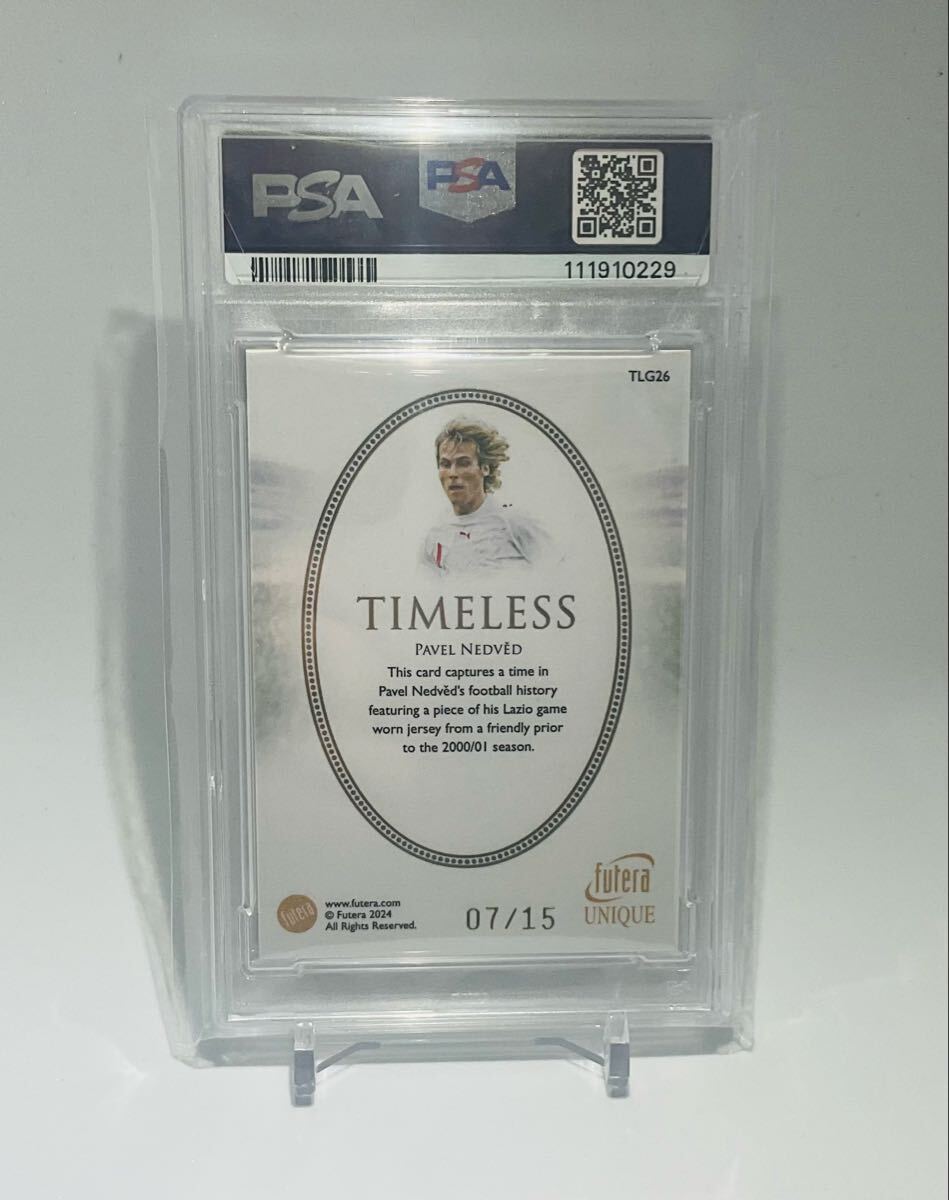 PSA PSA
111910229
TLG26
TIMELESS
PAVEL NEDVĚD
This card captures a time in
Pavel Nedvěd's football history
featuring a piece of his Lazio game
worn jersey from a friendly prior
to the 2000/01 season.
futera
UNIQUE
futera
www.futera.com
© Futera 2024
All Rights Reserved.
07/15